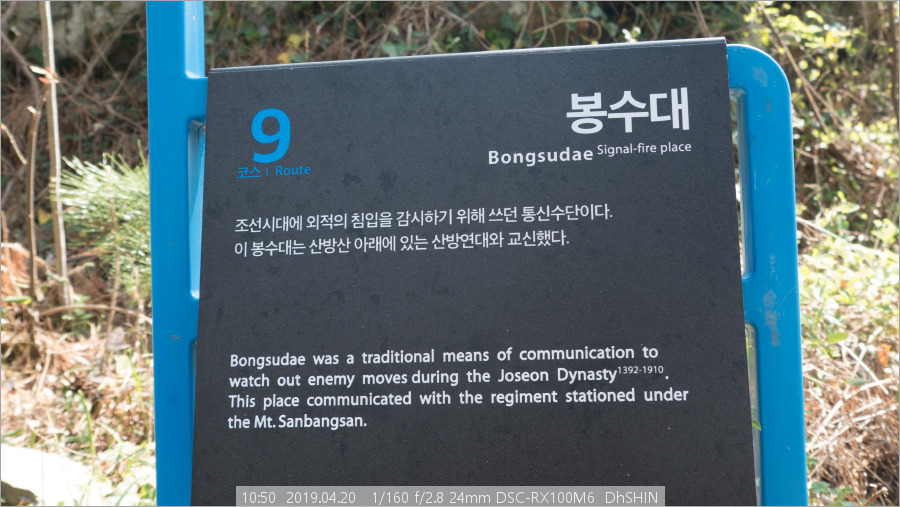 9
코스 | Route
봉수대
Bongsudae Signal-fire place
조선시대에 외적의 침입을 감시하기 위해 쓰던 통신수단이다.
이 봉수대는 산방산 아래에 있는 산방연대와 교신했다.
Bongsudae was a traditional means of communication to
watch out enemy moves during the Joseon Dynasty1392-1910.
This place communicated with the regiment stationed under
the Mt. Sanbangsan.
10:50 2019.04.20 1/160 f/2.8 24mm DSC-RX100M6 DhSHIN